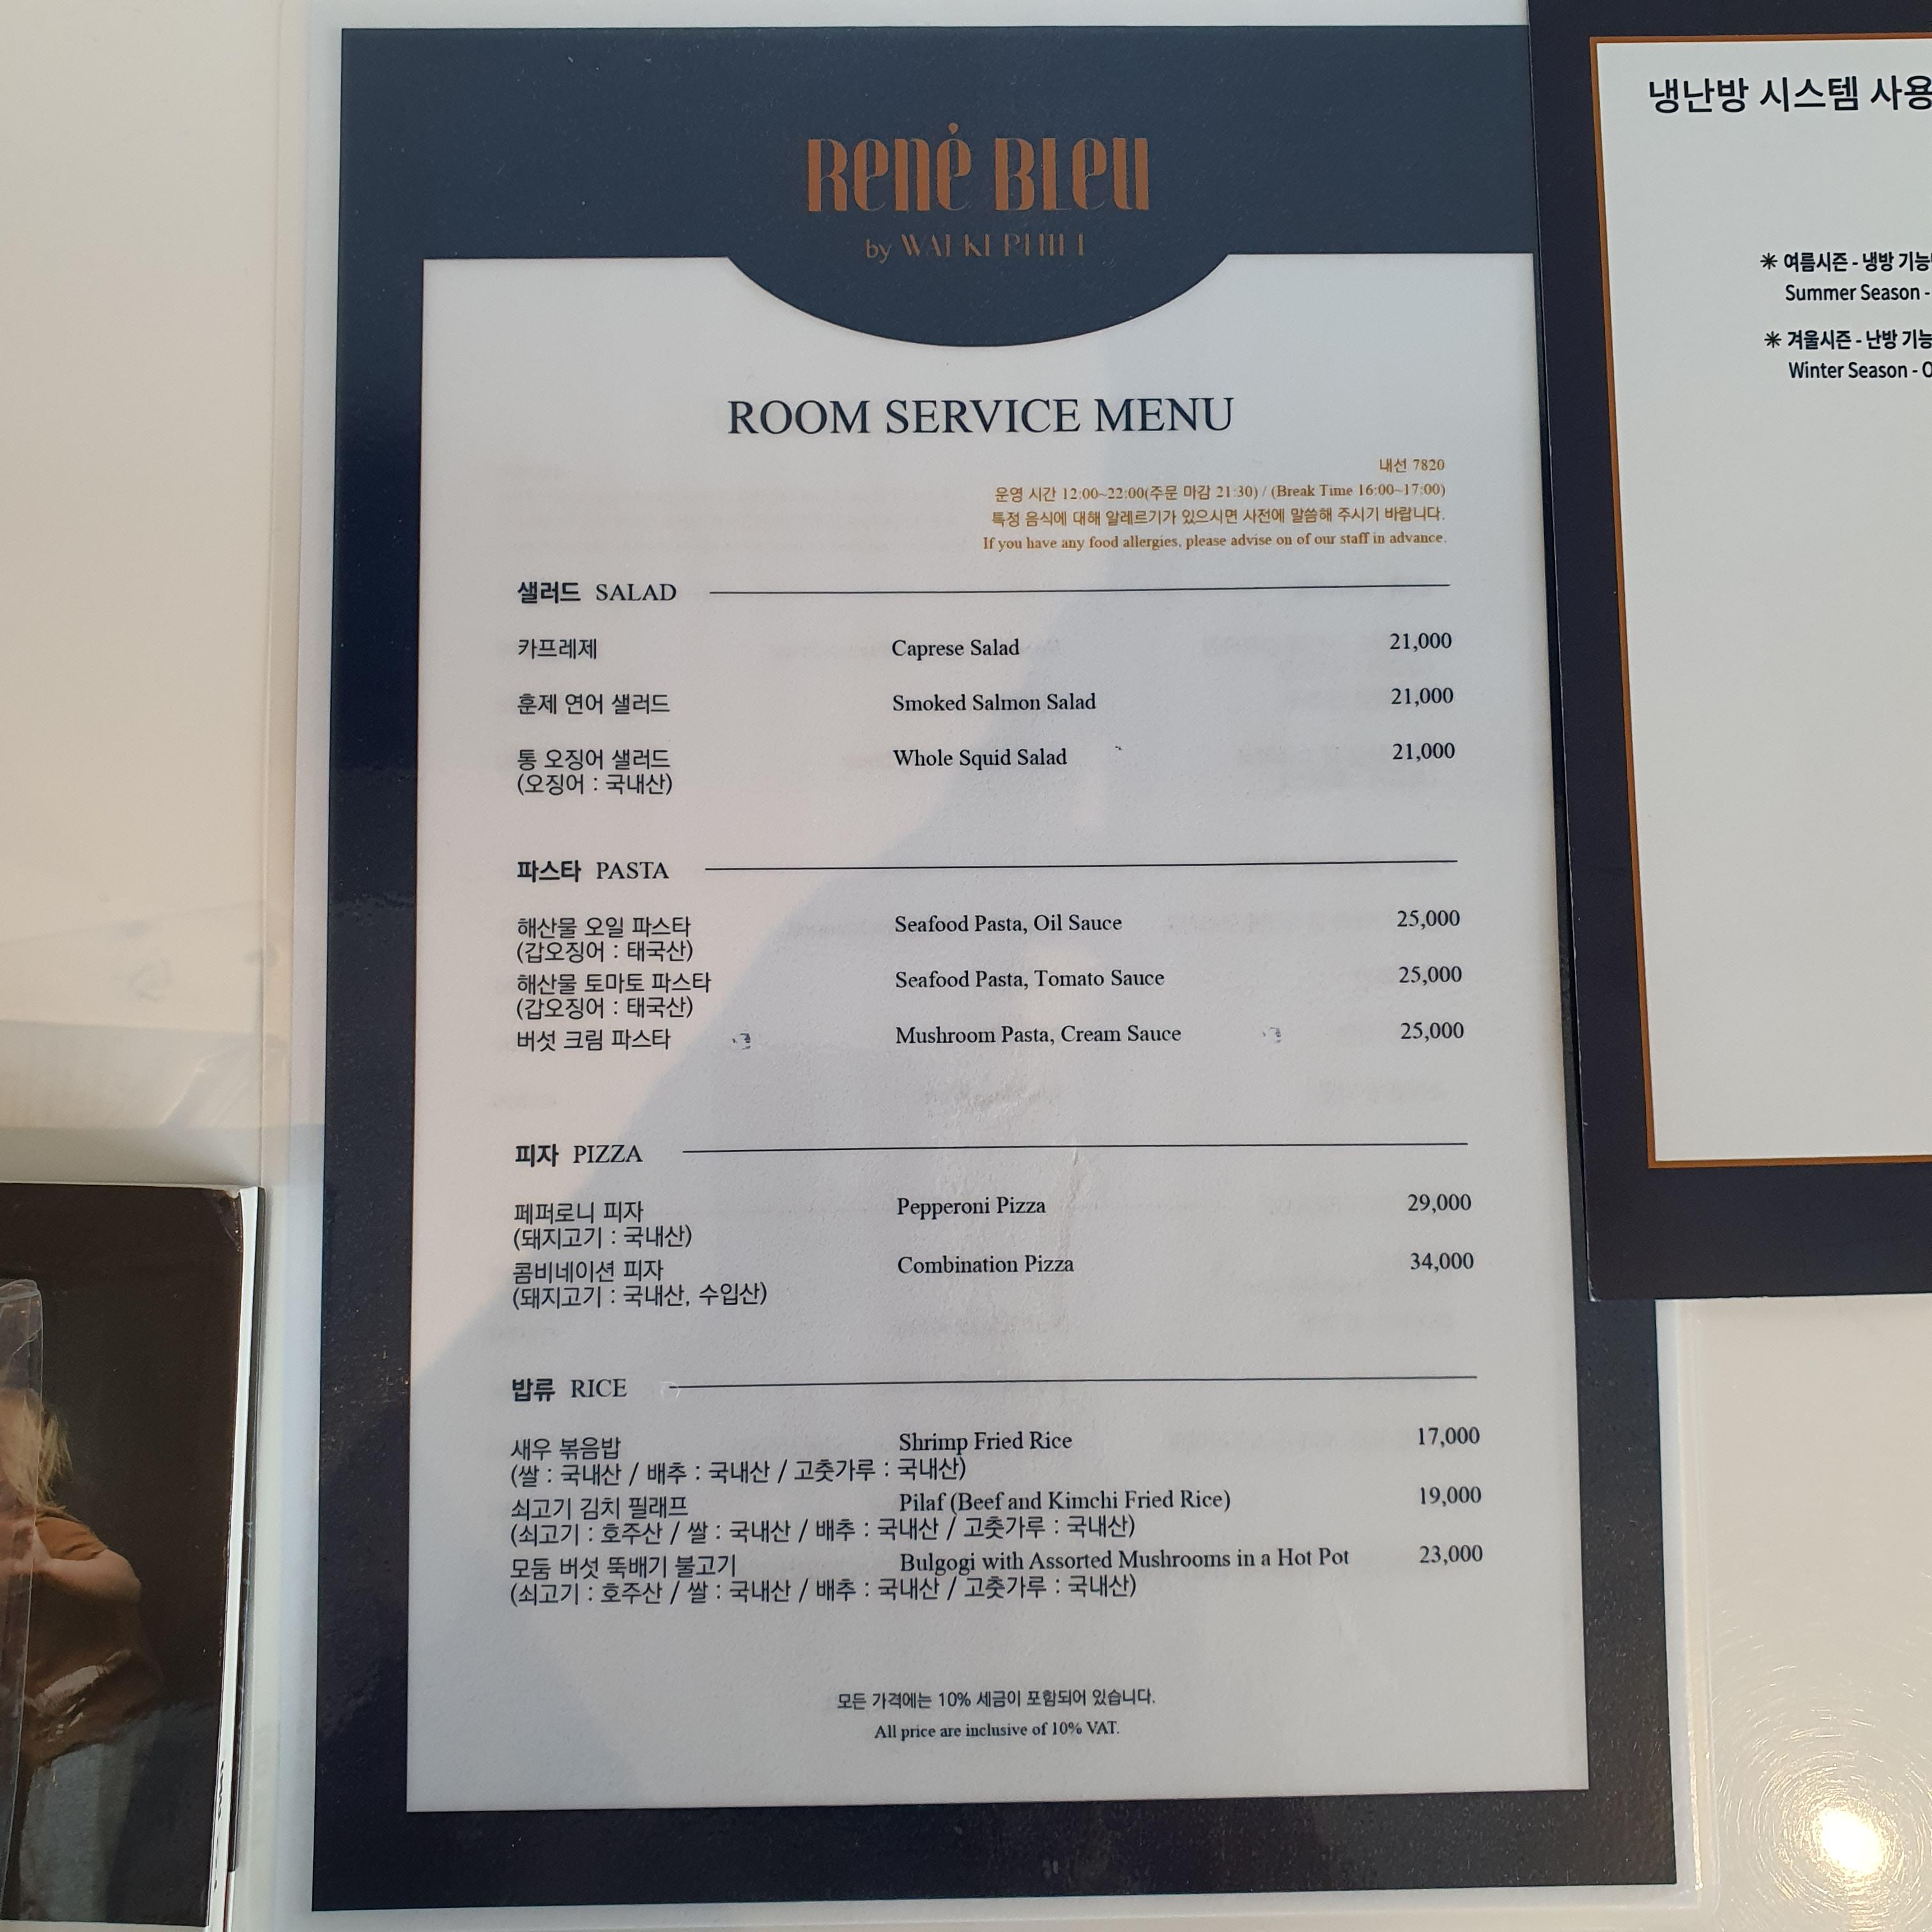 René Bleu
by WALKERHILL
ROOM SERVICE MENU
내선 7820
운영 시간 12:00~22:00(주문 마감 21:30) / (Break Time 16:00~17:00)
특정 음식에 대해 알레르기가 있으시면 사전에 말씀해 주시기 바랍니다.
If you have any food allergies, please advise on of our staff in advance.
샐러드 SALAD
카프레제 Caprese Salad 21,000
훈제 연어 샐러드 Smoked Salmon Salad 21,000
통 오징어 샐러드 Whole Squid Salad 21,000
(오징어 : 국내산)
파스타 PASTA
해산물 오일 파스타 Seafood Pasta, Oil Sauce 25,000
(갑오징어 : 태국산)
해산물 토마토 파스타 Seafood Pasta, Tomato Sauce 25,000
(갑오징어 : 태국산)
버섯 크림 파스타 Mushroom Pasta, Cream Sauce 25,000
피자 PIZZA
페퍼로니 피자 Pepperoni Pizza 29,000
(돼지고기 : 국내산)
콤비네이션 피자 Combination Pizza 34,000
(돼지고기 : 국내산, 수입산)
밥류 RICE
새우 볶음밥 Shrimp Fried Rice 17,000
(쌀 : 국내산 / 배추 : 국내산 / 고춧가루 : 국내산)
쇠고기 김치 필래프 Pilaf (Beef and Kimchi Fried Rice) 19,000
(쇠고기 : 호주산 / 쌀 : 국내산 / 배추 : 국내산 / 고춧가루 : 국내산)
모둠 버섯 뚝배기 불고기 Bulgogi with Assorted Mushrooms in a Hot Pot 23,000
(쇠고기 : 호주산 / 쌀 : 국내산 / 배추 : 국내산 / 고춧가루 : 국내산)
모든 가격에는 10% 세금이 포함되어 있습니다.
All price are inclusive of 10% VAT.
냉난방 시스템 사용
✳ 여름시즌 - 냉방 기능
Summer Season -
✳ 겨울시즌 - 난방 기능
Winter Season - O